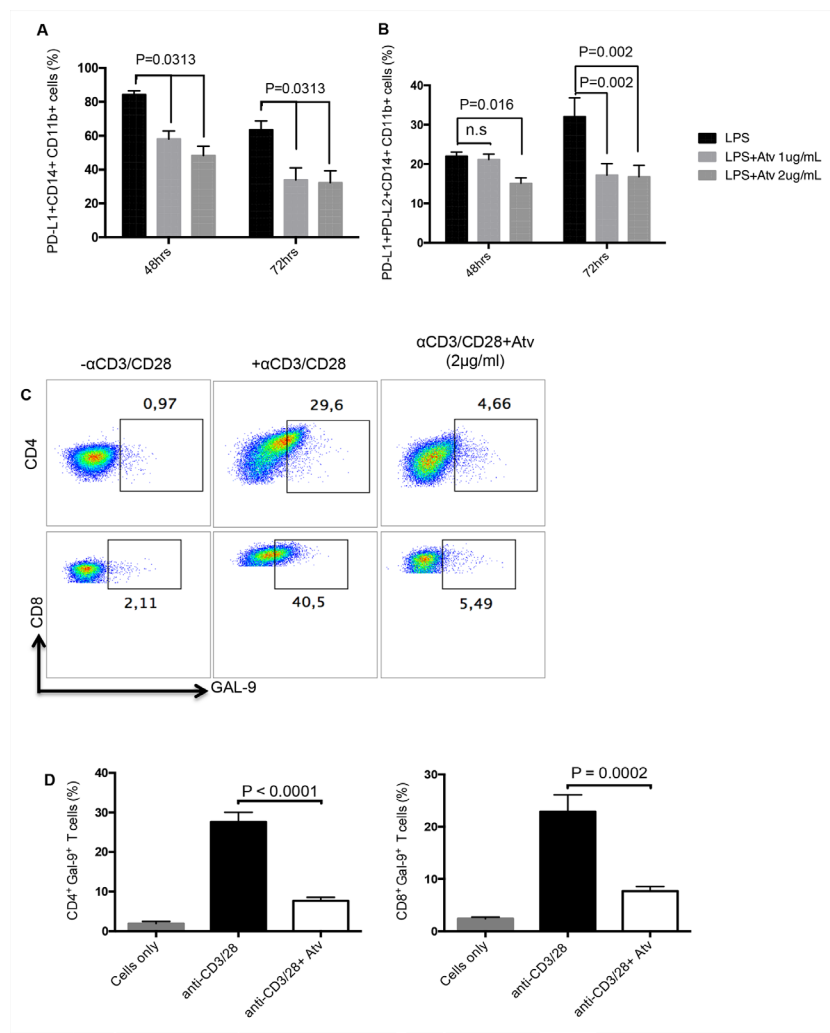 A
P=0.0313
P=0.0313
PD-L1+CD14+ CD11b+ cells (%)
100
80
60
40
20
0
48hrs
72hrs
B
P=0.002
P=0.002
P=0.016
n.s
PD-L1+PD-L2+CD14+ CD11b+ cells (%)
40
30
20
10
0
48hrs
72hrs
LPS
LPS+Atv 1ug/mL
LPS+Atv 2ug/mL
C
-αCD3/CD28
+αCD3/CD28
αCD3/CD28+Atv
(2μg/ml)
CD4
0,97
29,6
4,66
CD8
2,11
40,5
5,49
GAL-9
D
P < 0.0001
CD4+ Gal-9+ T cells (%)
40
30
20
10
0
Cells only
anti-CD3/28
anti-CD3/28+ Atv
P = 0.0002
CD8+ Gal-9+ T cells (%)
30
20
10
0
Cells only
anti-CD3/28
anti-CD3/28+ Atv